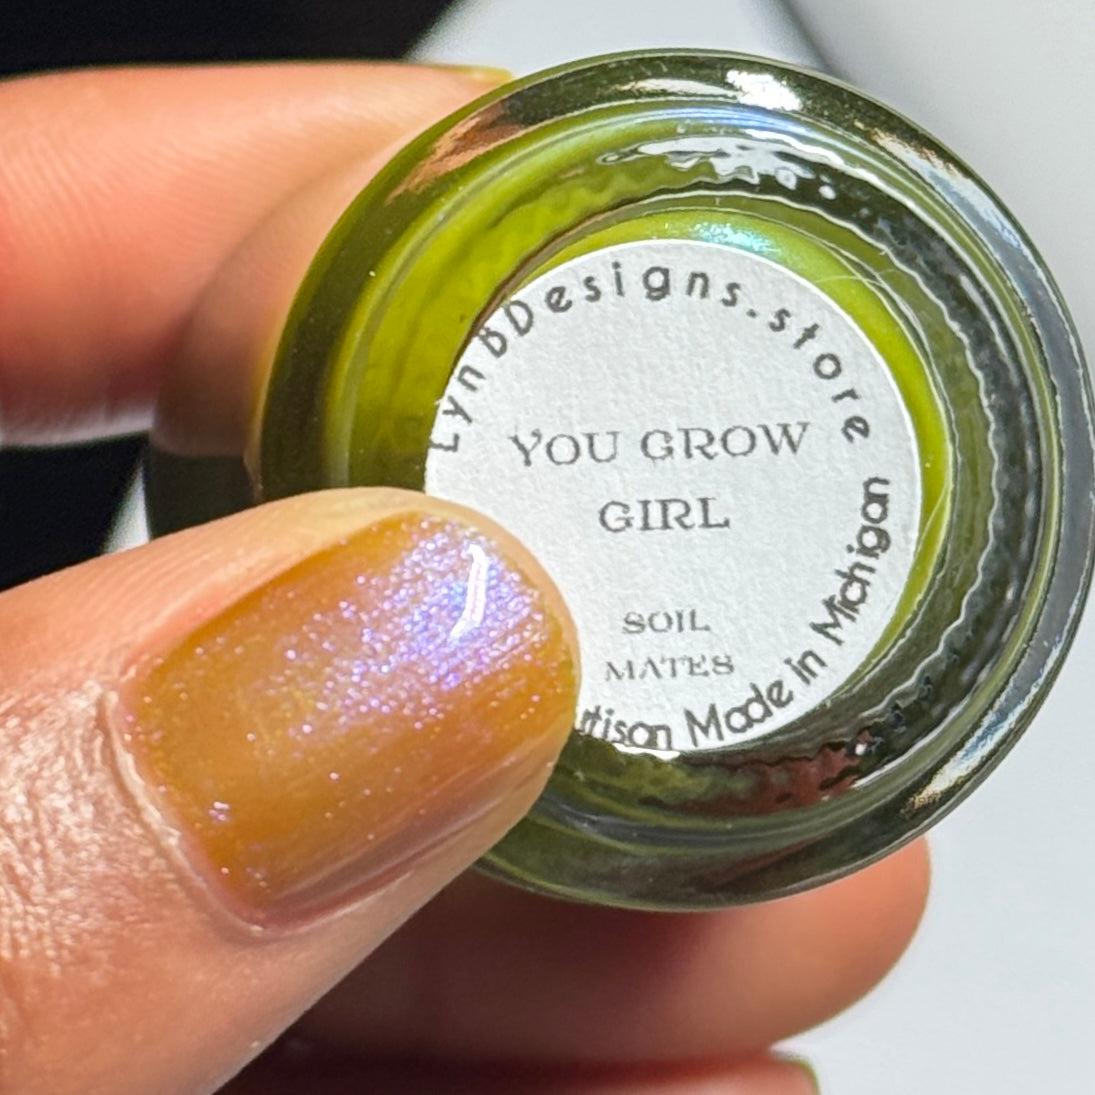 LynBDesigns.store
YOU GROW
GIRL
SOIL
MATES
Made in Michigan